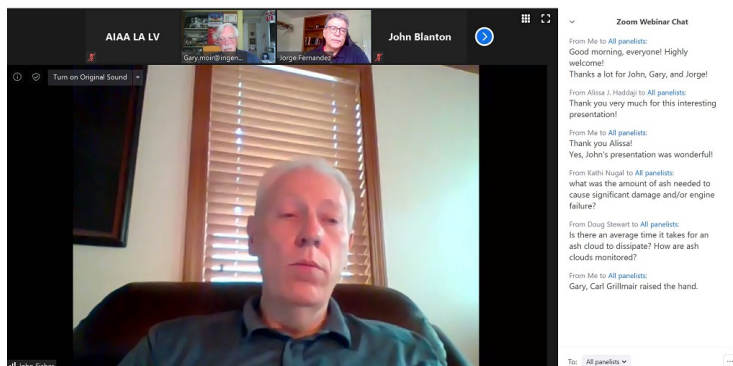 AIAA LA LV
Gary.moir@ingen...
Jorge Fernandez
John Blanton
Turn on Original Sound
John Fisher
Zoom Webinar Chat
From Me to All panelists:
Good morning, everyone! Highly
welcome!
Thanks a lot for John, Gary, and Jorge!
From Alissa J. Haddaji to All panelists:
Thank you very much for this interesting
presentation!
From Me to All panelists:
Thank you Alissa!
Yes, John's presentation was wonderful!
From Kathi Nugal to All panelists:
what was the amount of ash needed to
cause significant damage and/or engine
failure?
From Doug Stewart to All panelists:
Is there an average time it takes for an
ash cloud to dissipate? How are ash
clouds monitored?
From Me to All panelists:
Gary, Carl Grillmair raised the hand.
To: All panelists